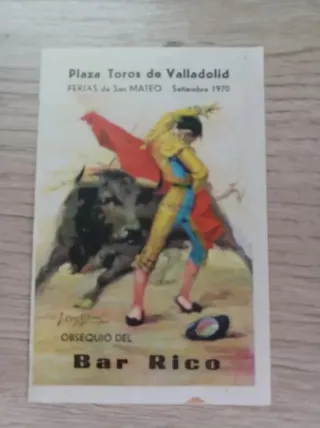 Plaza Toros de Valladolid
FERIAS de San MATEO Setiembre 1970
OBSEQUIO DEL
Bar Rico